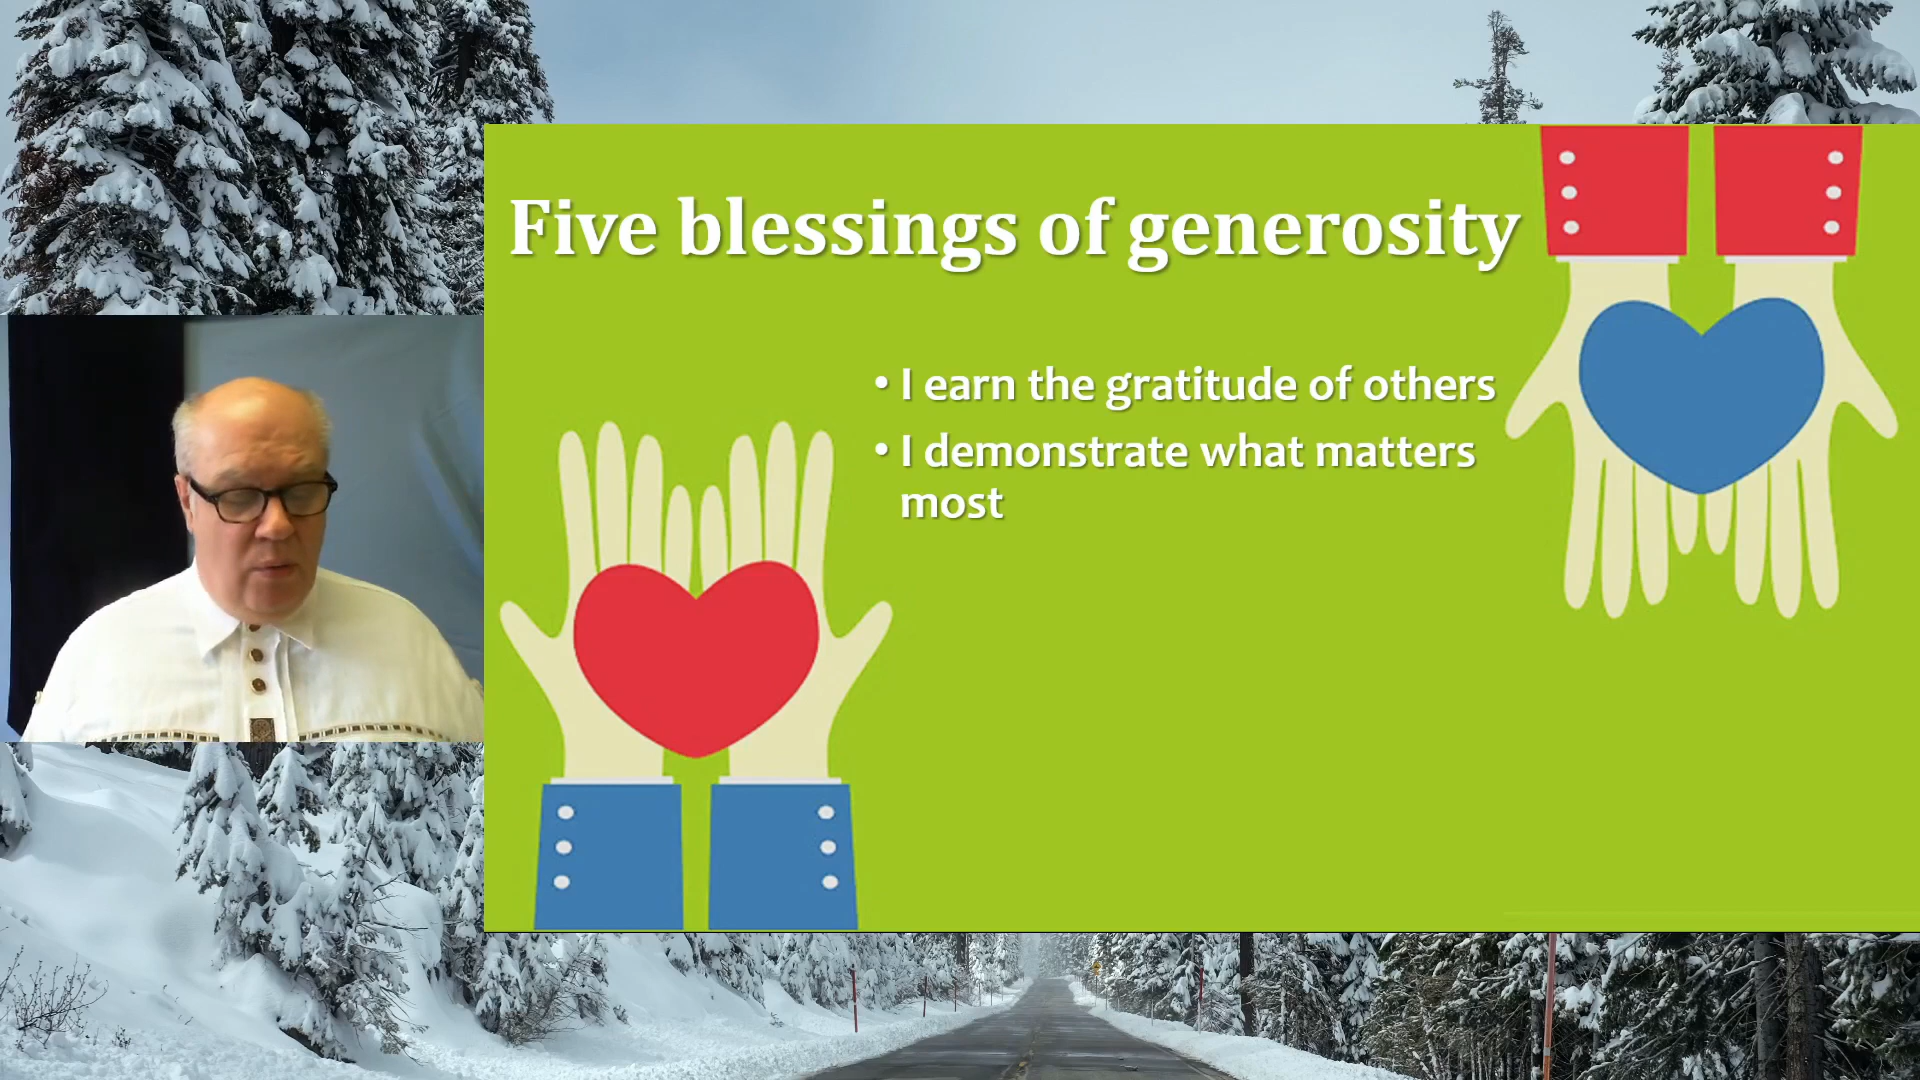 Five blessings of generosity
• I earn the gratitude of others
• I demonstrate what matters
most